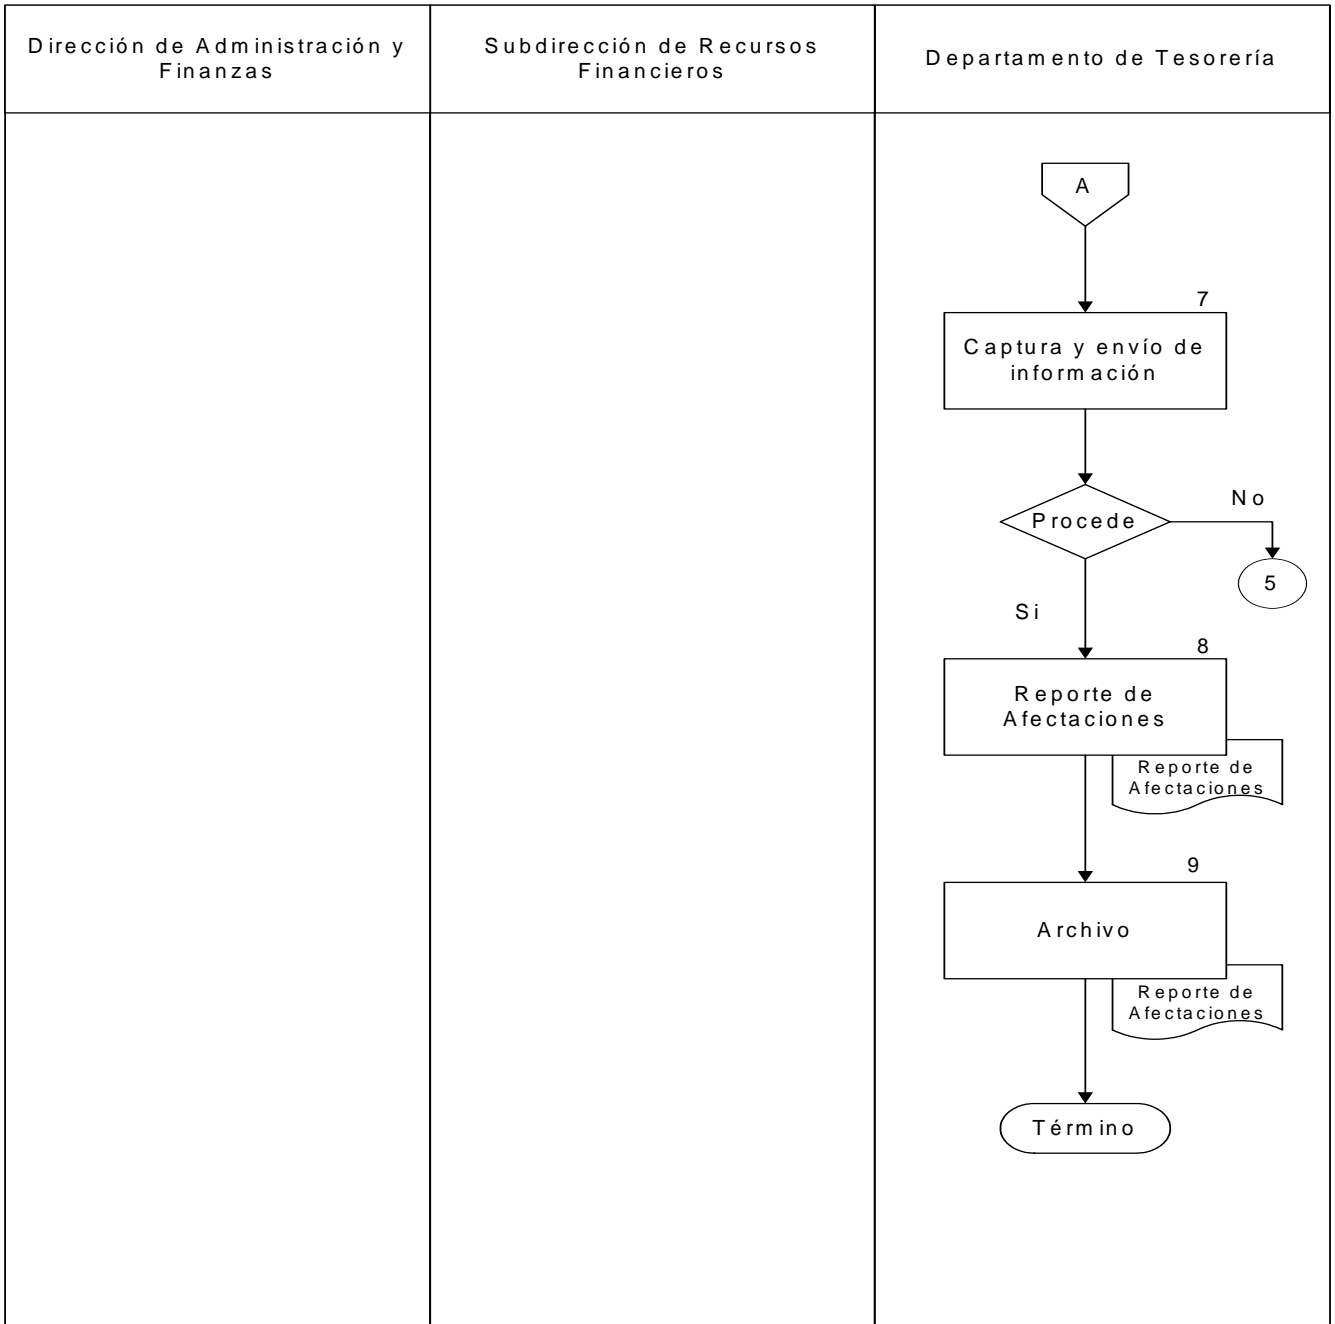 Dirección de Administración y
Finanzas
Subdirección de Recursos
Financieros
Departamento de Tesorería
A
7
Captura y envío de
información
Procede
No
5
Si
8
Reporte de
Afectaciones
Reporte de
Afectaciones
9
Archivo
Reporte de
Afectaciones
Término